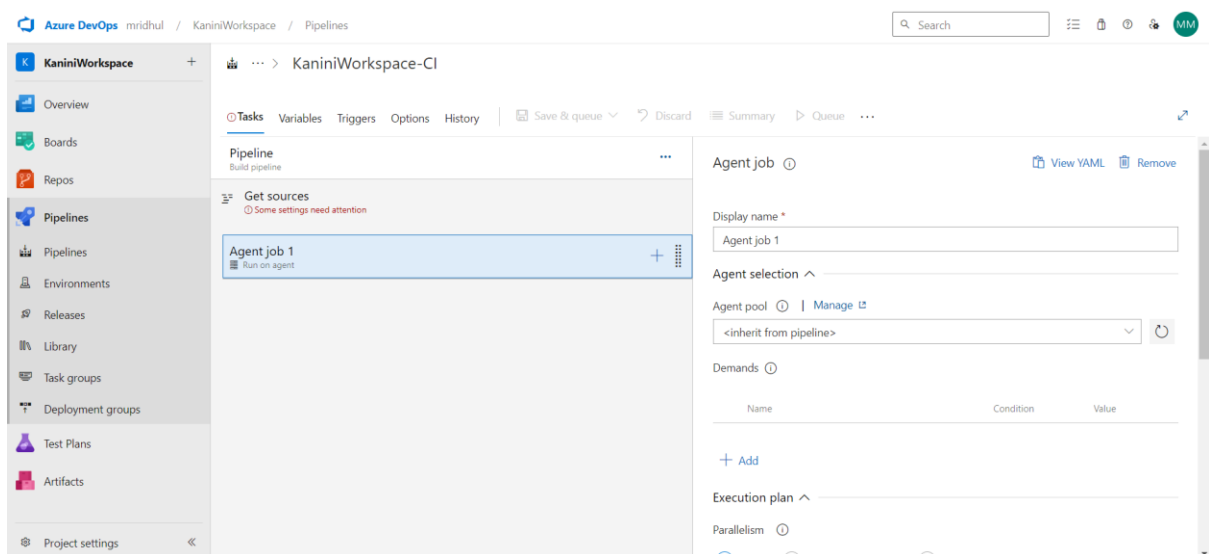 Azure DevOps mridhul / KaniniWorkspace / Pipelines
Search
MM
K KaniniWorkspace
Overview
Boards
Repos
Pipelines
Pipelines
Environments
Releases
Library
Task groups
Deployment groups
Test Plans
Artifacts
Project settings
... > KaniniWorkspace-CI
Tasks Variables Triggers Options History Save & queue Discard Summary Queue ...
Pipeline
Build pipeline
Get sources
Some settings need attention
Agent job 1
Run on agent
Agent job View YAML Remove
Display name *
Agent job 1
Agent selection
Agent pool | Manage
<inherit from pipeline>
Demands
Name Condition Value
+ Add
Execution plan
Parallelism